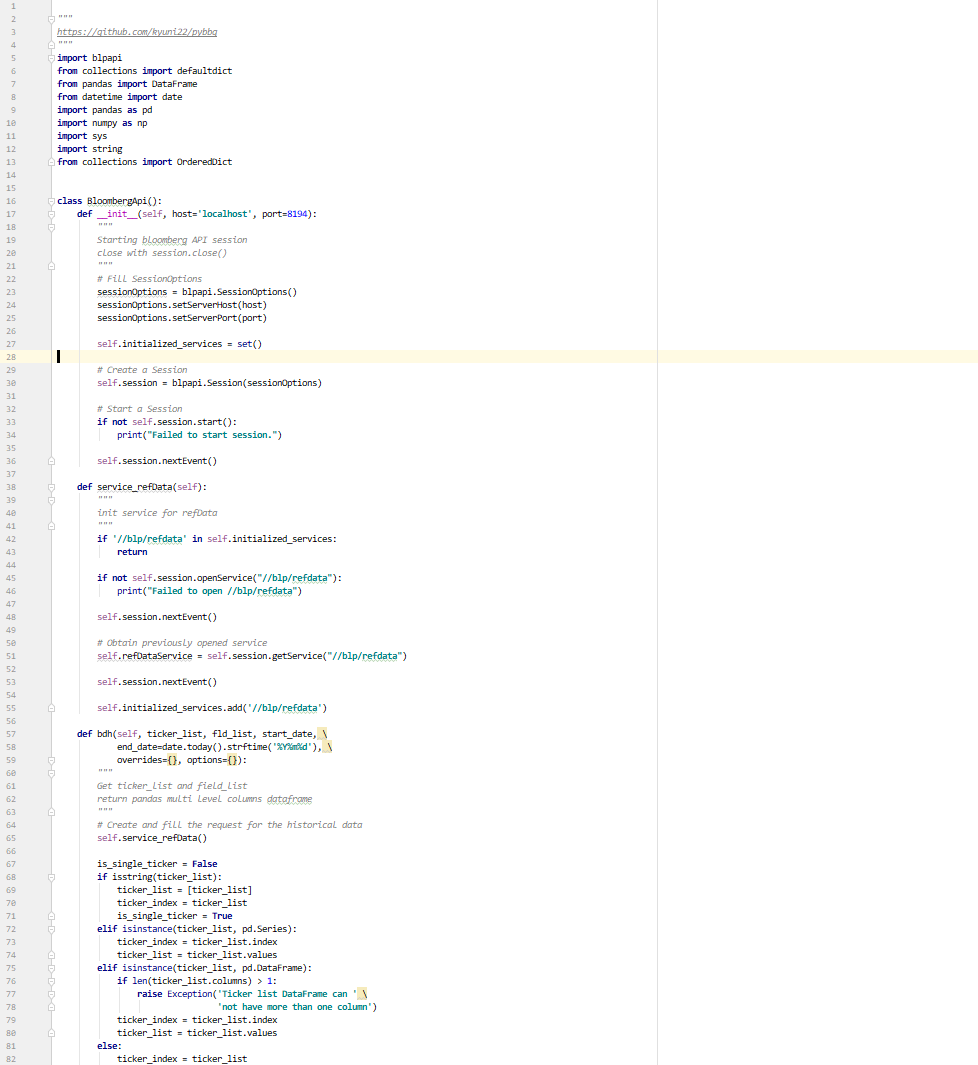 1
2 """
3 https://github.com/kyuni22/pybbg
4 """
5 import blpapi
6 from collections import defaultdict
7 from pandas import DataFrame
8 from datetime import date
9 import pandas as pd
10 import numpy as np
11 import sys
12 import string
13 from collections import OrderedDict
14
15
16 class BloombergApi():
17     def __init__(self, host='localhost', port=8194):
18         """
19         Starting bloomberg API session
20         close with session.close()
21         """
22         # Fill SessionOptions
23         sessionOptions = blpapi.SessionOptions()
24         sessionOptions.setServerHost(host)
25         sessionOptions.setServerPort(port)
26
27         self.initialized_services = set()
28
29         # Create a Session
30         self.session = blpapi.Session(sessionOptions)
31
32         # Start a Session
33         if not self.session.start():
34             print("Failed to start session.")
35
36         self.session.nextEvent()
37
38     def service_refData(self):
39         """
40         init service for refData
41         """
42         if '//blp/refdata' in self.initialized_services:
43             return
44
45         if not self.session.openService("//blp/refdata"):
46             print("Failed to open //blp/refdata")
47
48         self.session.nextEvent()
49
50         # Obtain previously opened service
51         self.refDataService = self.session.getService("//blp/refdata")
52
53         self.session.nextEvent()
54
55         self.initialized_services.add('//blp/refdata')
56
57     def bdh(self, ticker_list, fld_list, start_date, \
58             end_date=date.today().strftime('%Y%m%d'), \
59             overrides={}, options={}):
60         """
61         Get ticker_list and field_list
62         return pandas multi level columns dataframe
63         """
64         # Create and fill the request for the historical data
65         self.service_refData()
66
67         is_single_ticker = False
68         if isstring(ticker_list):
69             ticker_list = [ticker_list]
70             ticker_index = ticker_list
71             is_single_ticker = True
72         elif isinstance(ticker_list, pd.Series):
73             ticker_index = ticker_list.index
74             ticker_list = ticker_list.values
75         elif isinstance(ticker_list, pd.DataFrame):
76             if len(ticker_list.columns) > 1:
77                 raise Exception('Ticker list DataFrame can ' \
78                                 'not have more than one column')
79             ticker_index = ticker_list.index
80             ticker_list = ticker_list.values
81         else:
82             ticker_index = ticker_list